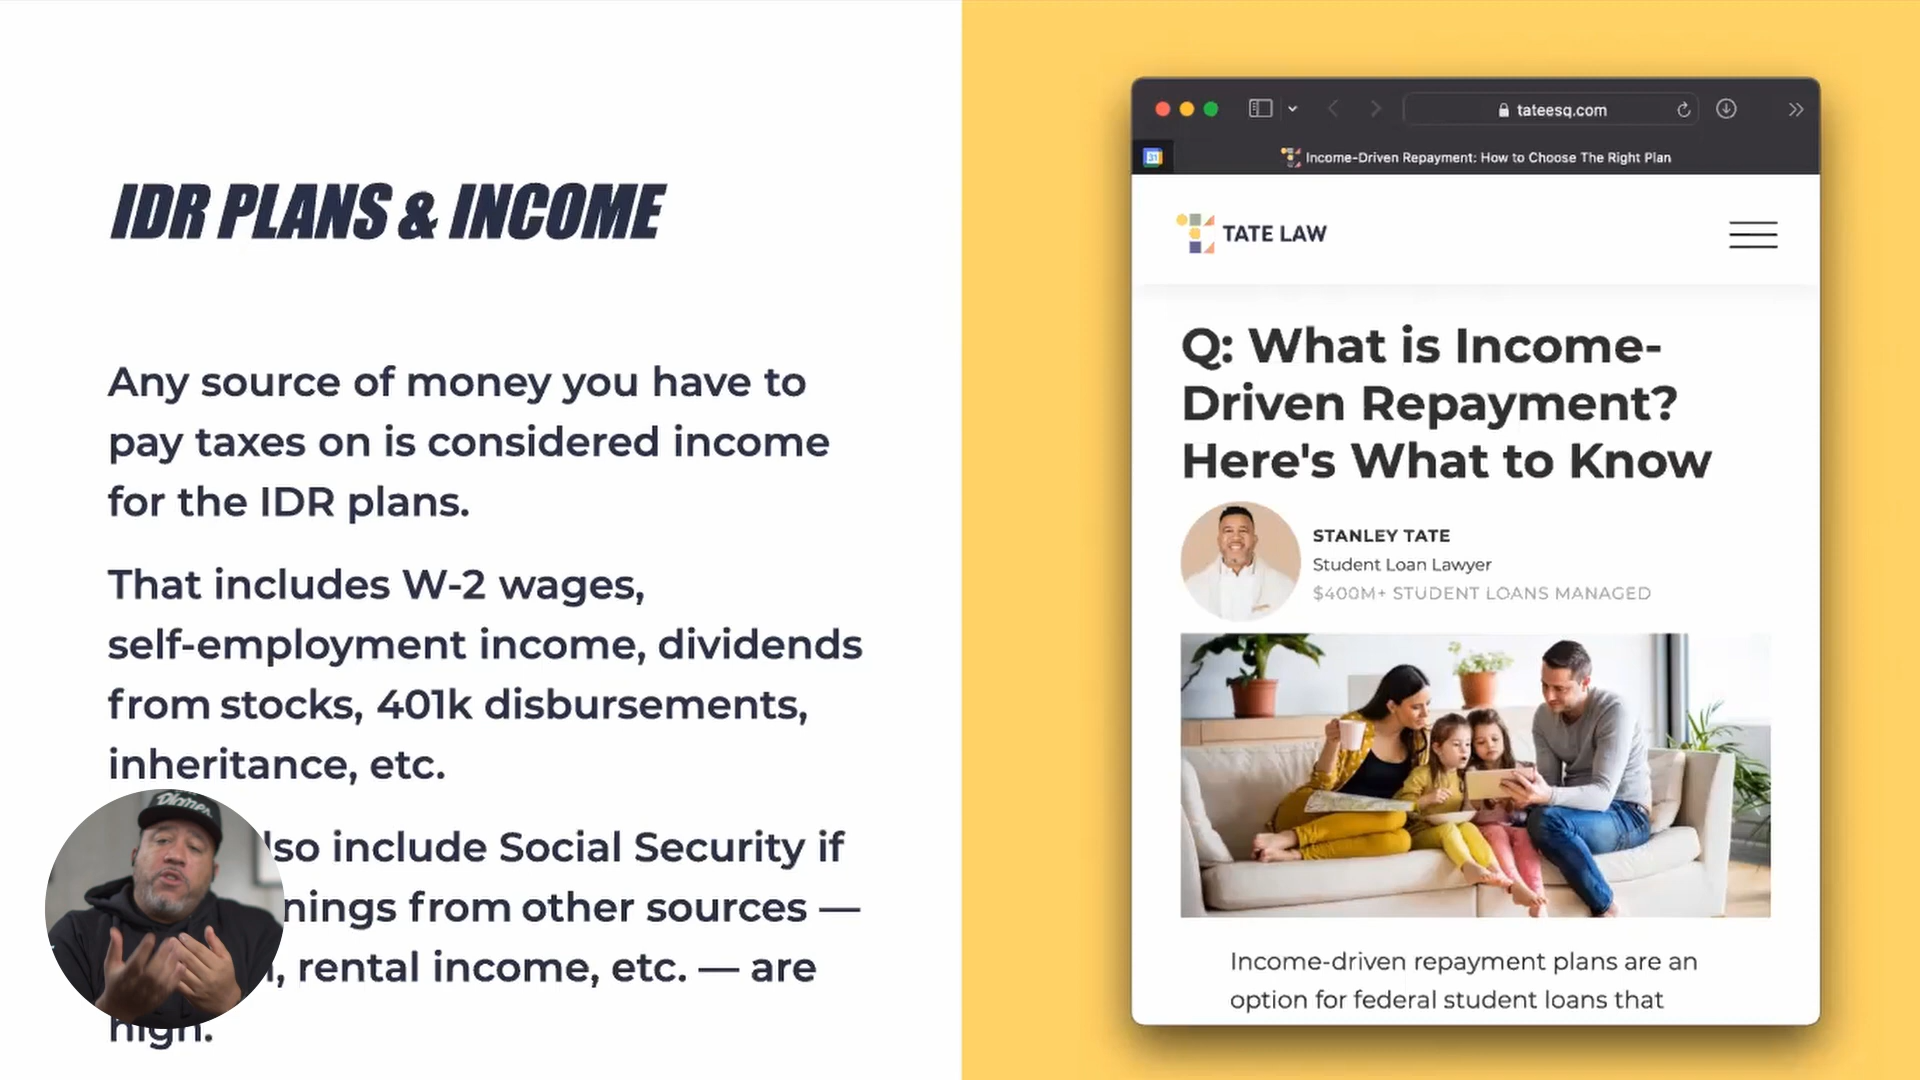 IDR PLANS & INCOME
Any source of money you have to
pay taxes on is considered income
for the IDR plans.
That includes W-2 wages,
self-employment income, dividends
from stocks, 401k disbursements,
inheritance, etc.
include Social Security if
from other sources —
rental income, etc. — are
high.
tateesq.com
31
Income-Driven Repayment: How to Choose The Right Plan
TATE LAW
Q: What is Income-
Driven Repayment?
Here's What to Know
STANLEY TATE
Student Loan Lawyer
$400M+ STUDENT LOANS MANAGED
Income-driven repayment plans are an
option for federal student loans that